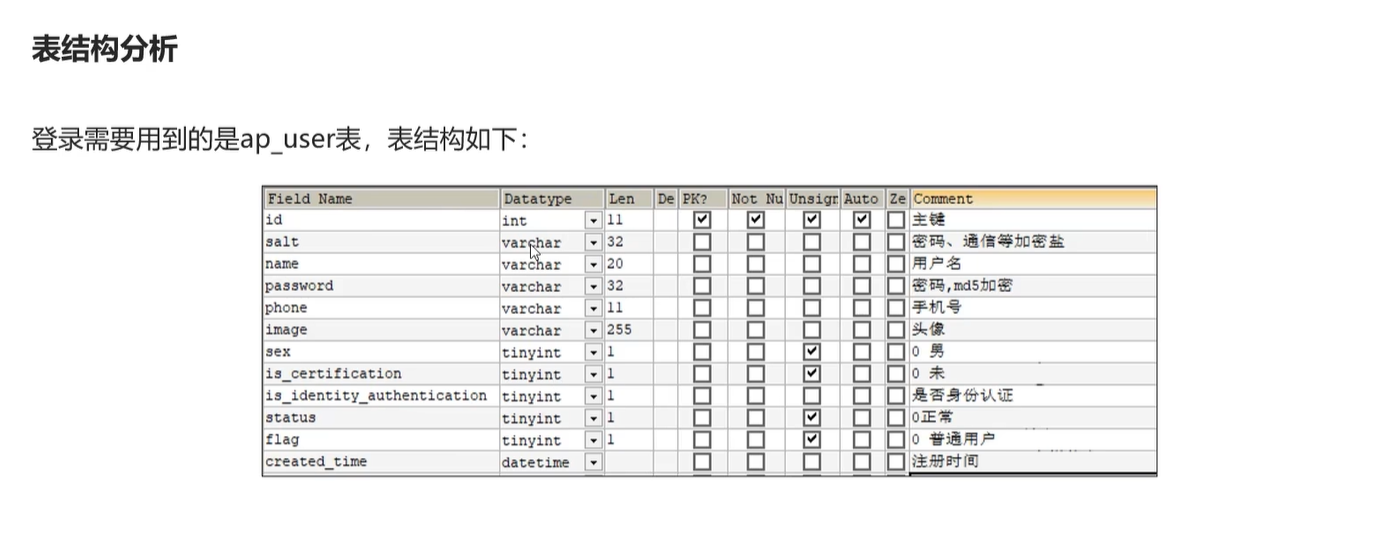 表结构分析
登录需要用到的是ap_user表，表结构如下：
Field Name Datatype Len De PK? Not Nu Unsigr Auto Ze Comment
id int 11 主键
salt varchar 32 密码、通信等加密盐
name varchar 20 用户名
password varchar 32 密码,md5加密
phone varchar 11 手机号
image varchar 255 头像
sex tinyint 1 0 男
is_certification tinyint 1 0 未
is_identity_authentication tinyint 1 是否身份认证
status tinyint 1 0正常
flag tinyint 1 0 普通用户
created_time datetime 注册时间